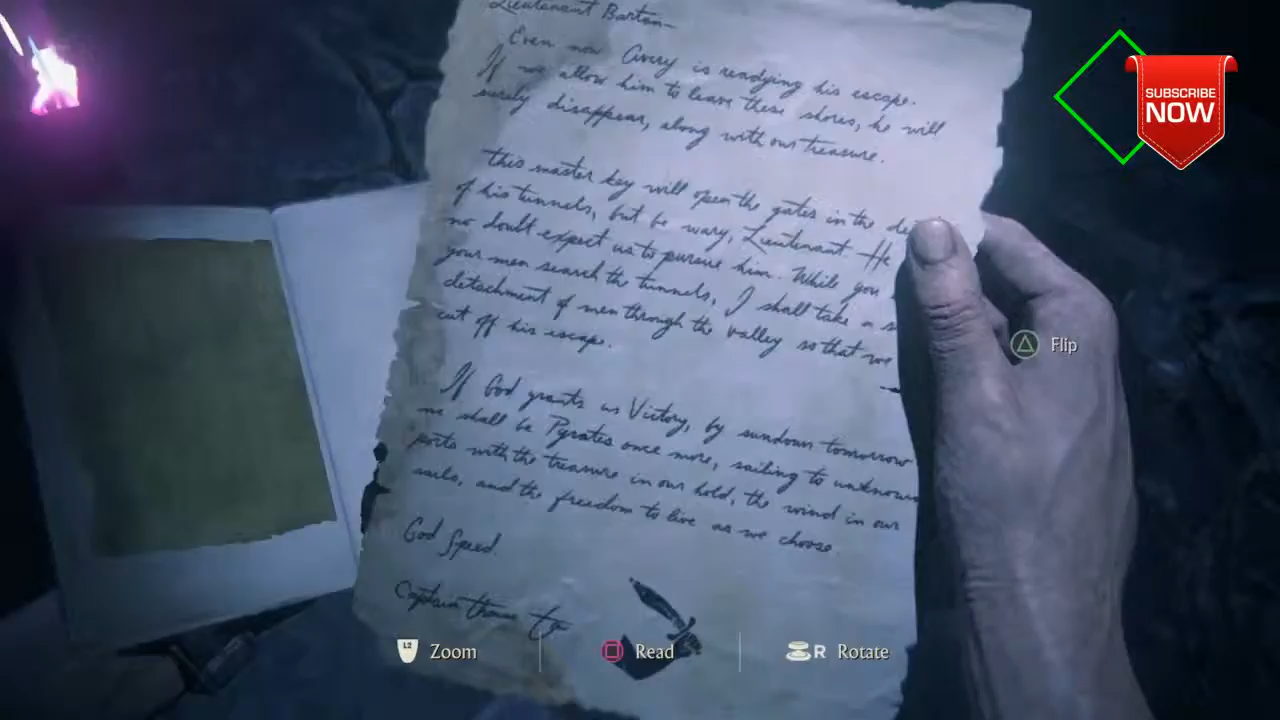 Lieutenant Barton—
Even now Avery is readying his escape.
If we allow him to leave these shores, he will
surely disappear, along with our treasure.
this master key will open the gates in the
of his tunnels, but be wary, Lieutenant. He
no doubt expect us to pursue him. While you
your men search the tunnels, I shall take a
detachment of men through the valley so that we
cut off his escape.
If God grants us Victory, by sundown tomorrow
we shall be Pyrates once more, sailing to unknown
ports with the treasure in our hold, the wind in our
sails, and the freedom to live as we choose.
God Speed.
Captain
SUBSCRIBE
NOW
Flip
L2 Zoom
Read
R Rotate